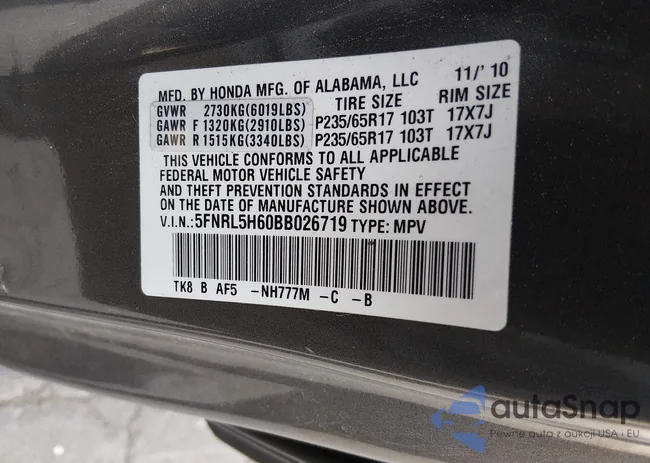 MFD. BY HONDA MFG. OF ALABAMA, LLC 11/' 10
TIRE SIZE RIM SIZE
GVWR 2730KG(6019LBS)
GAWR F 1320KG(2910LBS) P235/65R17 103T 17X7J
GAWR R 1515KG(3340LBS) P235/65R17 103T 17X7J
THIS VEHICLE CONFORMS TO ALL APPLICABLE
FEDERAL MOTOR VEHICLE SAFETY
AND THEFT PREVENTION STANDARDS IN EFFECT
ON THE DATE OF MANUFACTURE SHOWN ABOVE.
V.I.N.:5FNRL5H60BB026719 TYPE: MPV
TK8 B AF5 -NH777M -C -B
autaSnap
Pewne auta z aukcji USA i EU